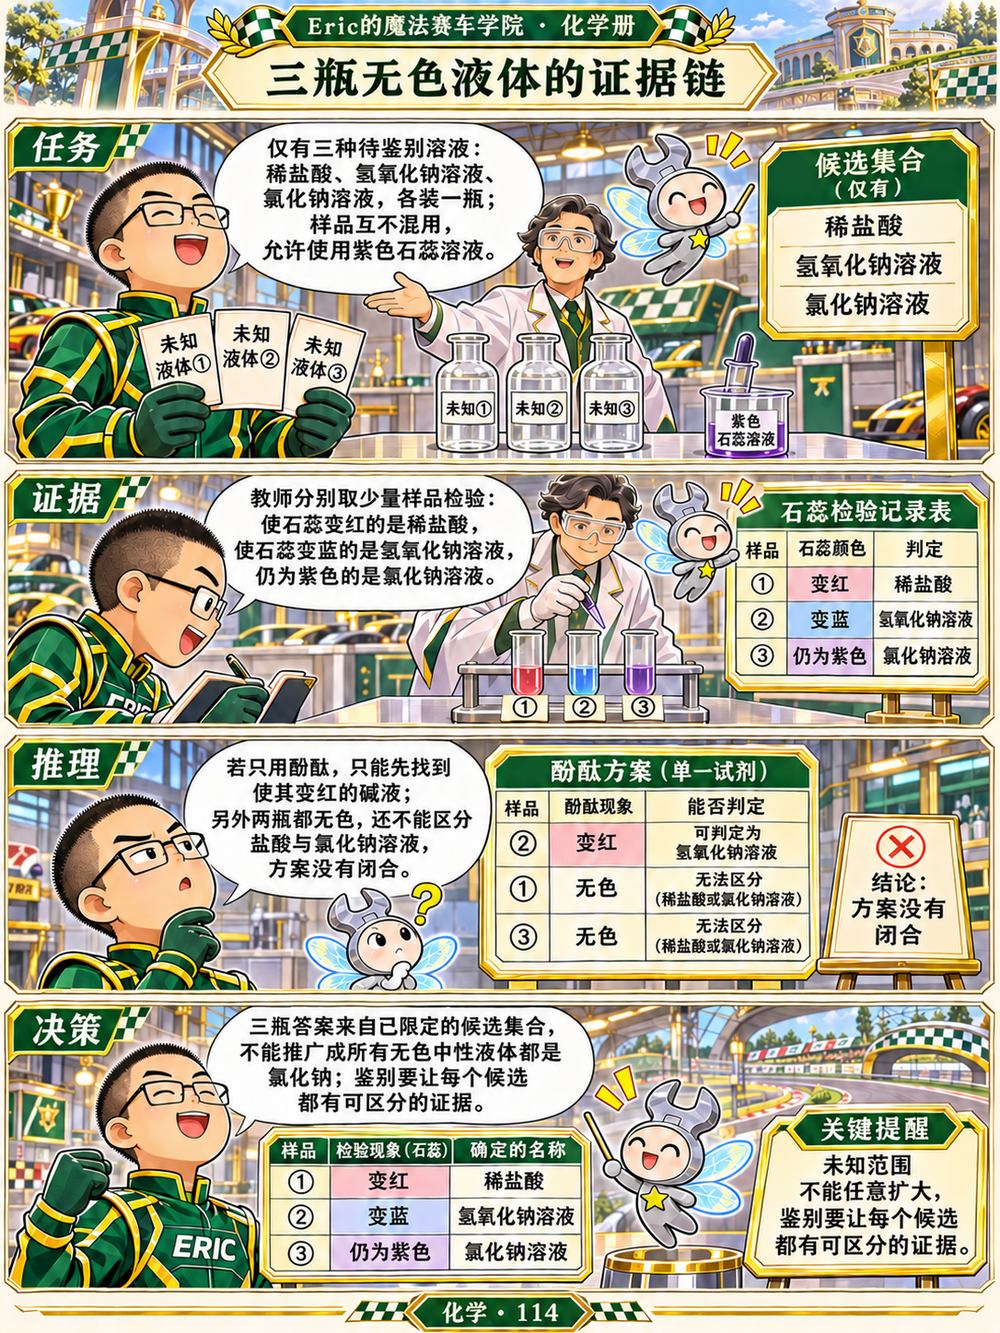 Eric的魔法赛车学院 · 化学册
三瓶无色液体的证据链
任务
仅有三种待鉴别溶液：
稀盐酸、氢氧化钠溶液、
氯化钠溶液，各装一瓶；
样品互不混用，
允许使用紫色石蕊溶液。
候选集合
（仅有）
稀盐酸
氢氧化钠溶液
氯化钠溶液
未知
液体①
未知
液体②
未知
液体③
未知①
未知②
未知③
紫色
石蕊溶液
证据
教师分别取少量样品检验：
使石蕊变红的是稀盐酸，
使石蕊变蓝的是氢氧化钠溶液，
仍为紫色的是氯化钠溶液。
石蕊检验记录表
样品 石蕊颜色 判定
① 变红 稀盐酸
② 变蓝 氢氧化钠溶液
③ 仍为紫色 氯化钠溶液
ERIC
① ② ③
推理
若只用酚酞，只能先找到
使其变红的碱液；
另外两瓶都无色，还不能区分
盐酸与氯化钠溶液，
方案没有闭合。
?
酚酞方案（单一试剂）
样品 酚酞现象 能否判定
② 变红 可判定为
氢氧化钠溶液
① 无色 无法区分
（稀盐酸或氯化钠溶液）
③ 无色 无法区分
（稀盐酸或氯化钠溶液）
结论：
方案没有
闭合
决策
三瓶答案来自已限定的候选集合，
不能推广成所有无色中性液体都是
氯化钠；鉴别要让每个候选
都有可区分的证据。
样品 检验现象（石蕊） 确定的名称
① 变红 稀盐酸
② 变蓝 氢氧化钠溶液
③ 仍为紫色 氯化钠溶液
ERIC
关键提醒
未知范围
不能任意扩大，
鉴别要让每个候选
都有可区分的证据。
化学 · 114